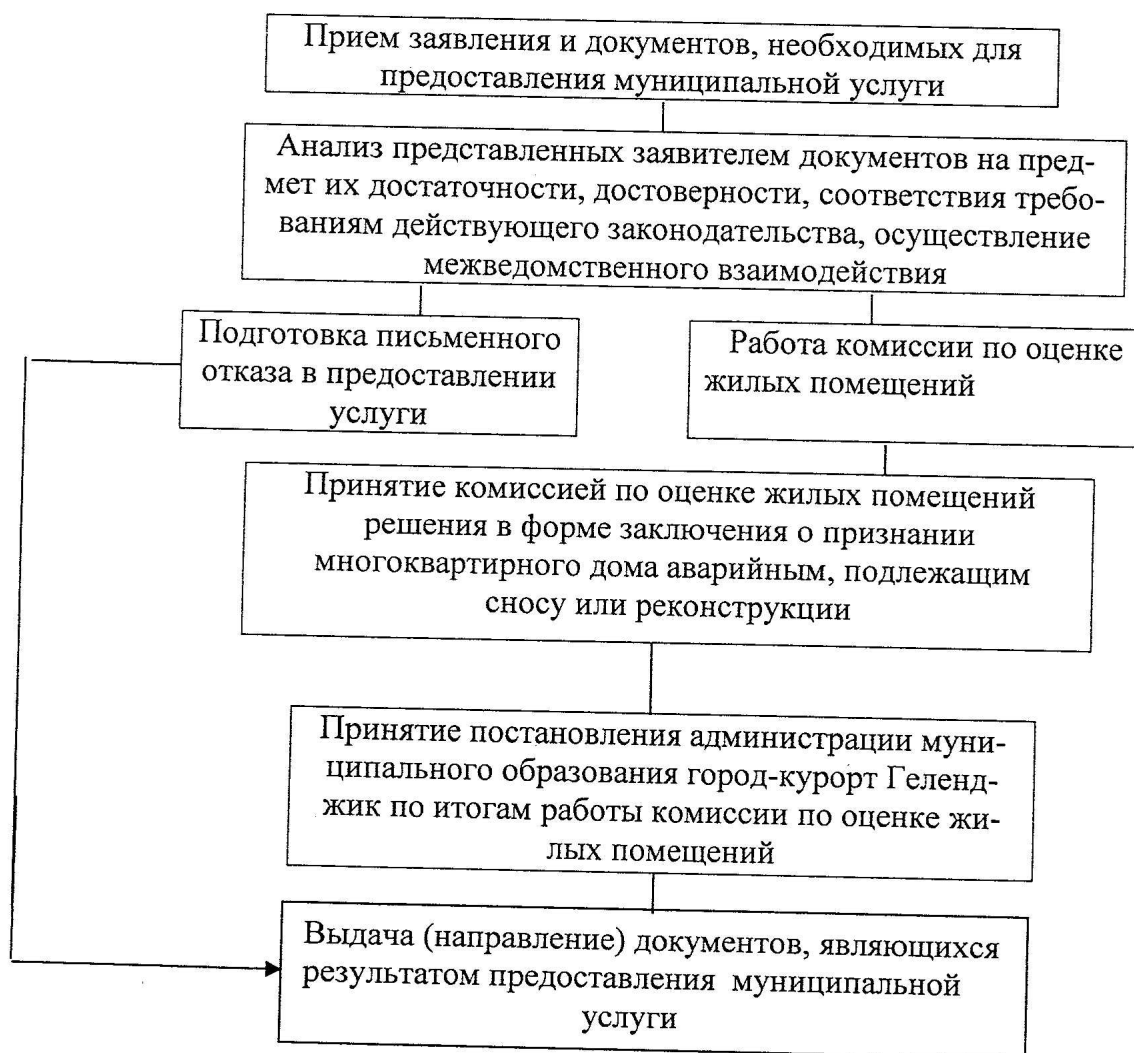 Прием заявления и документов, необходимых для
предоставления муниципальной услуги
Анализ представленных заявителем документов на пред-
мет их достаточности, достоверности, соответствия требо-
ваниям действующего законодательства, осуществление
межведомственного взаимодействия
Подготовка письменного
отказа в предоставлении
услуги
Работа комиссии по оценке
жилых помещений
Принятие комиссией по оценке жилых помещений
решения в форме заключения о признании
многоквартирного дома аварийным, подлежащим
сносу или реконструкции
Принятие постановления администрации муни-
ципального образования город-курорт Геленд-
жик по итогам работы комиссии по оценке жи-
лых помещений
Выдача (направление) документов, являющихся
результатом предоставления муниципальной
услуги